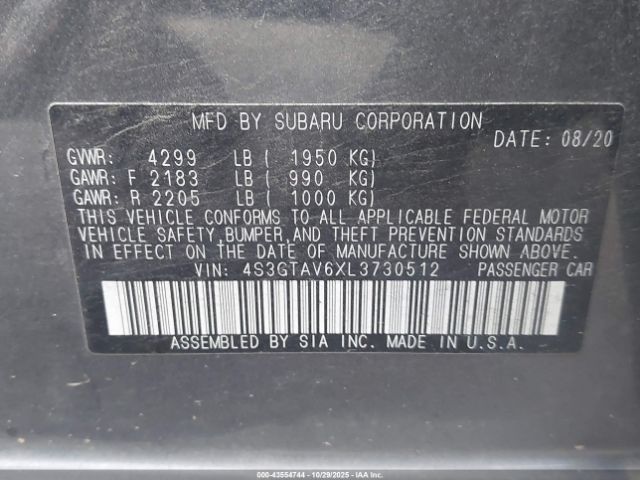 MFD BY SUBARU CORPORATION
DATE: 08/20
GVWR: 4299 LB ( 1950 KG)
GAWR: F 2183 LB ( 990 KG)
GAWR: R 2205 LB ( 1000 KG)
THIS VEHICLE CONFORMS TO ALL APPLICABLE FEDERAL MOTOR
VEHICLE SAFETY,BUMPER,AND THEFT PREVENTION STANDARDS
IN EFFECT ON THE DATE OF MANUFACTURE SHOWN ABOVE.
VIN: 4S3GTAV6XL3730512 PASSENGER CAR
ASSEMBLED BY SIA INC. MADE IN U.S.A.
000-43554744 | 10/29/2025 - IAA, Inc.